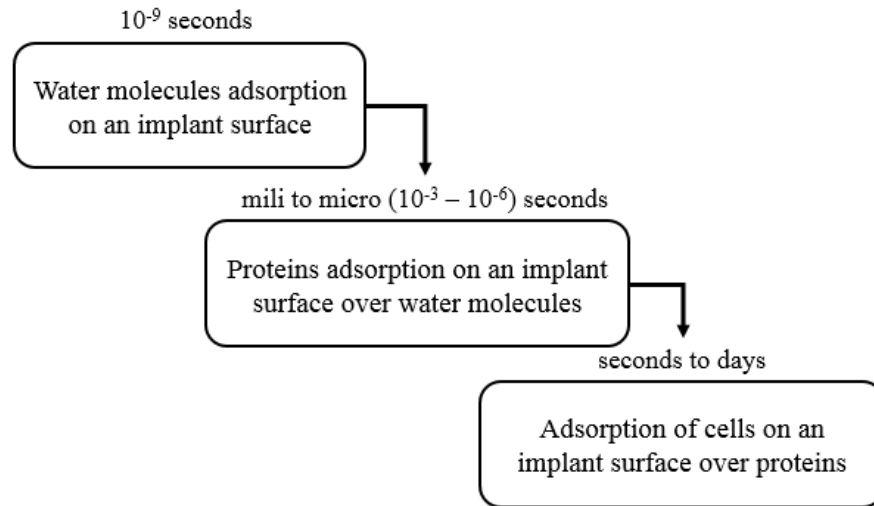 10⁻⁹ seconds
Water molecules adsorption
on an implant surface
mili to micro (10⁻³ – 10⁻⁶) seconds
Proteins adsorption on an implant
surface over water molecules
seconds to days
Adsorption of cells on an
implant surface over proteins